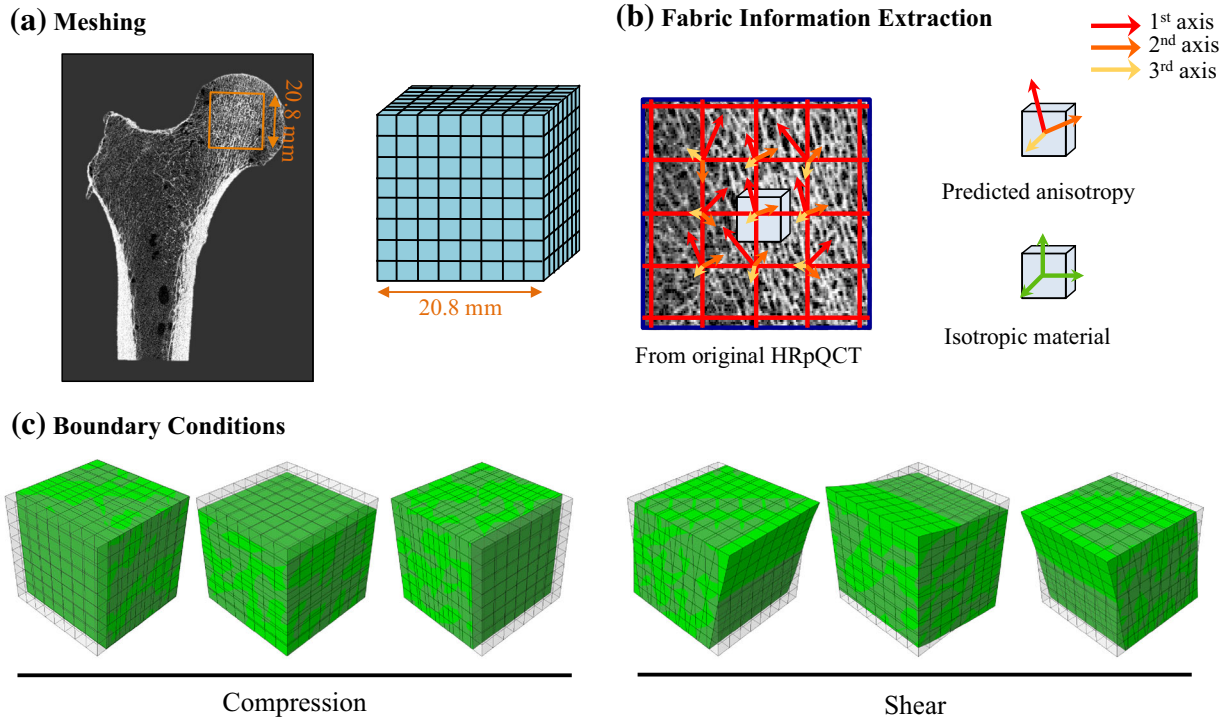 (a) Meshing
20.8 mm
20.8 mm
(b) Fabric Information Extraction
1st axis
2nd axis
3rd axis
From original HRpQCT
Predicted anisotropy
Isotropic material
(c) Boundary Conditions
Compression
Shear